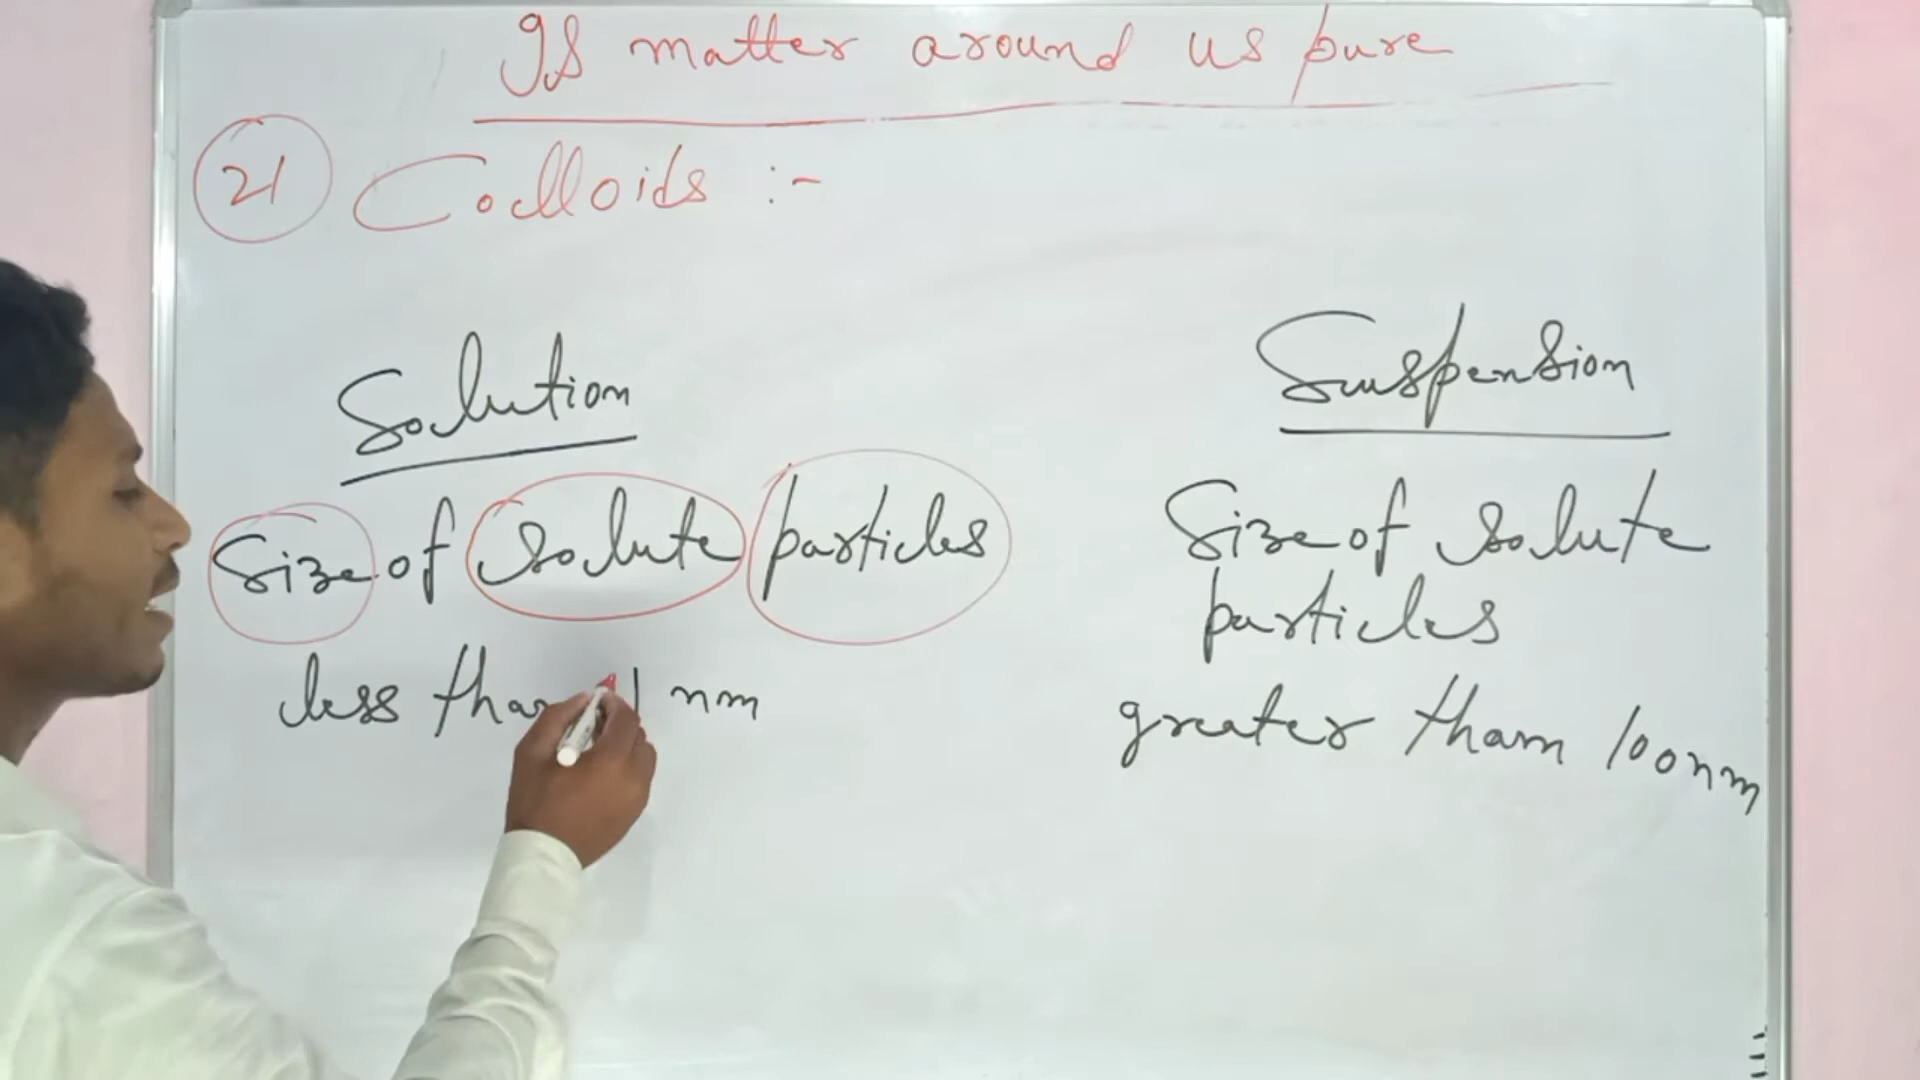 Is matter around us pure
21 Colloids :-
Solution
Size of solute particles
less than 1 nm
Suspension
Size of solute
particles
greater than 100nm